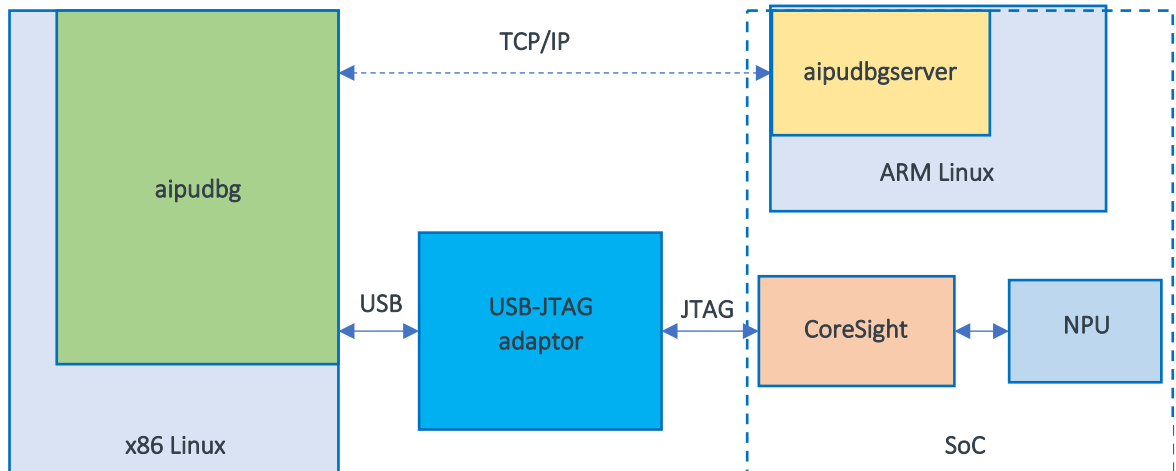 TCP/IP
aipudbgserver
ARM Linux
aipudbg
USB
USB-JTAG
adaptor
JTAG
CoreSight
NPU
x86 Linux
SoC